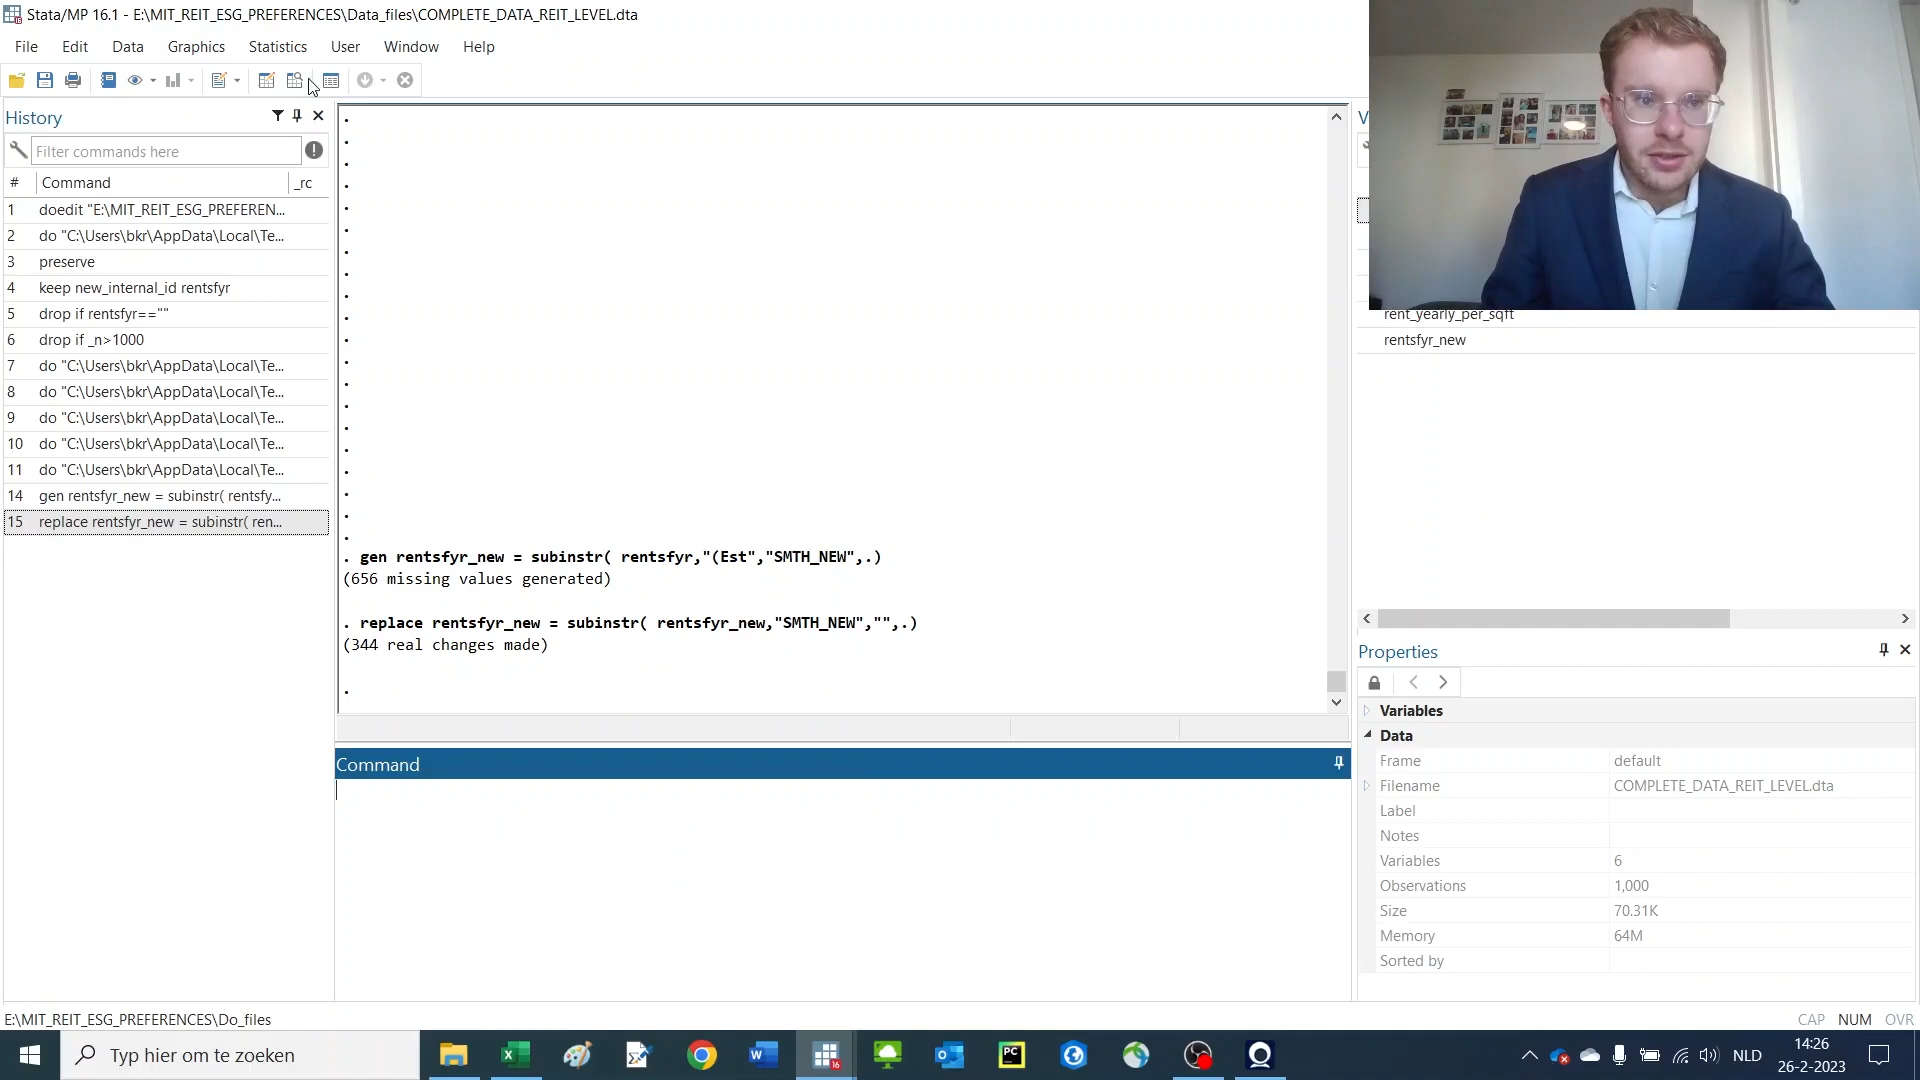 Stata/MP 16.1 - E:\MIT_REIT_ESG_PREFERENCES\Data_files\COMPLETE_DATA_REIT_LEVEL.dta
File Edit Data Graphics Statistics User Window Help
History
Filter commands here
# Command _rc
1 doedit "E:\MIT_REIT_ESG_PREFEREN...
2 do "C:\Users\bkr\AppData\Local\Te...
3 preserve
4 keep new_internal_id rentsfyr
5 drop if rentsfyr==""
6 drop if _n>1000
7 do "C:\Users\bkr\AppData\Local\Te...
8 do "C:\Users\bkr\AppData\Local\Te...
9 do "C:\Users\bkr\AppData\Local\Te...
10 do "C:\Users\bkr\AppData\Local\Te...
11 do "C:\Users\bkr\AppData\Local\Te...
14 gen rentsfyr_new = subinstr( rentsfy...
15 replace rentsfyr_new = subinstr( ren...
. gen rentsfyr_new = subinstr( rentsfyr,"(Est","SMTH_NEW",.)
(656 missing values generated)
. replace rentsfyr_new = subinstr( rentsfyr_new,"SMTH_NEW","",.)
(344 real changes made)
.
Command
V
rent_yearly_per_sqft
rentsfyr_new
Properties
Variables
Data
Frame default
Filename COMPLETE_DATA_REIT_LEVEL.dta
Label
Notes
Variables 6
Observations 1,000
Size 70.31K
Memory 64M
Sorted by
E:\MIT_REIT_ESG_PREFERENCES\Do_files
CAP NUM OVR
Typ hier om te zoeken
NLD
14:26
26-2-2023